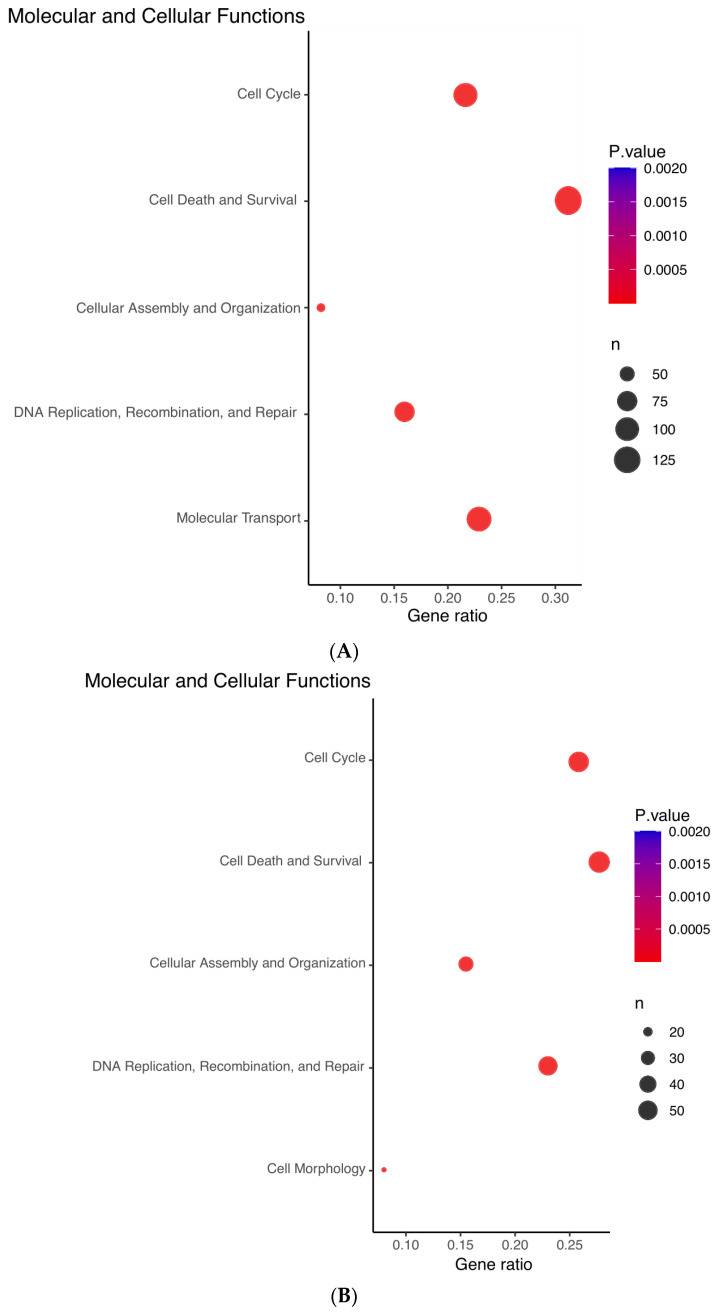 Molecular and Cellular Functions
Cell Cycle
Cell Death and Survival
Cellular Assembly and Organization
DNA Replication, Recombination, and Repair
Molecular Transport
0.10 0.15 0.20 0.25 0.30
Gene ratio
P.value
0.0020
0.0015
0.0010
0.0005
n
50
75
100
125
(A)
Molecular and Cellular Functions
Cell Cycle
Cell Death and Survival
Cellular Assembly and Organization
DNA Replication, Recombination, and Repair
Cell Morphology
0.10 0.15 0.20 0.25
Gene ratio
P.value
0.0020
0.0015
0.0010
0.0005
n
20
30
40
50
(B)